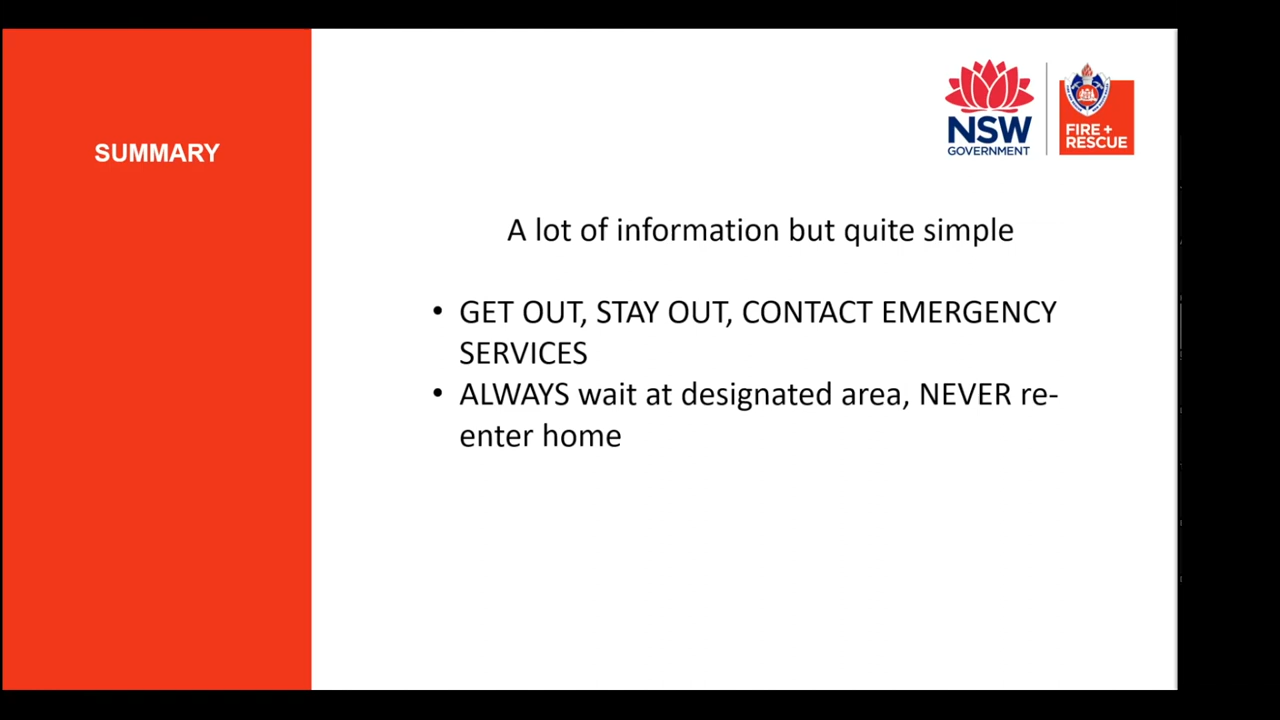 SUMMARY
NSW
GOVERNMENT
FIRE +
RESCUE
A lot of information but quite simple
• GET OUT, STAY OUT, CONTACT EMERGENCY
SERVICES
• ALWAYS wait at designated area, NEVER re-
enter home